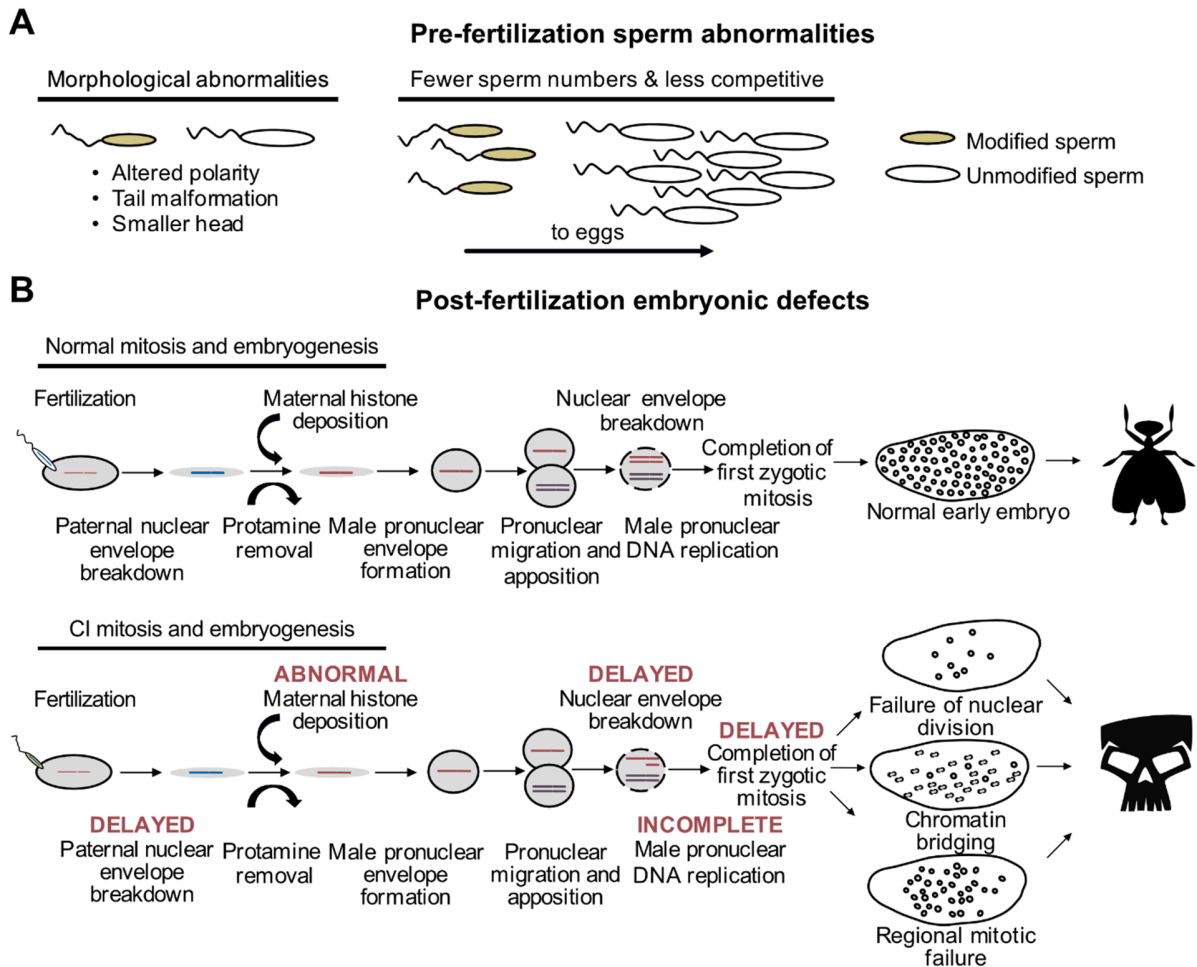 A
Pre-fertilization sperm abnormalities
Morphological abnormalities
• Altered polarity
• Tail malformation
• Smaller head
Fewer sperm numbers & less competitive
to eggs
Modified sperm
Unmodified sperm
B
Post-fertilization embryonic defects
Normal mitosis and embryogenesis
Fertilization
Paternal nuclear
envelope
breakdown
Maternal histone
deposition
Protamine
removal
Male pronuclear
envelope
formation
Pronuclear
migration and
apposition
Nuclear envelope
breakdown
Male pronuclear
DNA replication
Completion of
first zygotic
mitosis
Normal early embryo
CI mitosis and embryogenesis
Fertilization
DELAYED
Paternal nuclear
envelope
breakdown
ABNORMAL
Maternal histone
deposition
Protamine
removal
Male pronuclear
envelope
formation
Pronuclear
migration and
apposition
DELAYED
Nuclear envelope
breakdown
INCOMPLETE
Male pronuclear
DNA replication
DELAYED
Completion of
first zygotic
mitosis
Failure of nuclear
division
Chromatin
bridging
Regional mitotic
failure